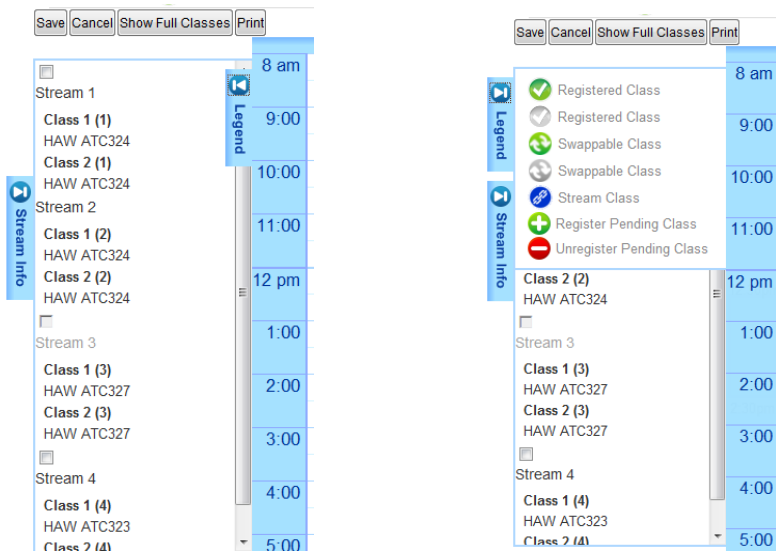 Save Cancel Show Full Classes Print
Stream 1
Class 1 (1)
HAW ATC324
Class 2 (1)
HAW ATC324
Stream 2
Class 1 (2)
HAW ATC324
Class 2 (2)
HAW ATC324
Stream 3
Class 1 (3)
HAW ATC327
Class 2 (3)
HAW ATC327
Stream 4
Class 1 (4)
HAW ATC323
Class 2 (4)
Legend
Stream Info
8 am
9:00
10:00
11:00
12 pm
1:00
2:00
3:00
4:00
5:00
Save Cancel Show Full Classes Print
Legend
Stream Info
Registered Class
Registered Class
Swappable Class
Swappable Class
Stream Class
Register Pending Class
Unregister Pending Class
Class 2 (2)
HAW ATC324
Stream 3
Class 1 (3)
HAW ATC327
Class 2 (3)
HAW ATC327
Stream 4
Class 1 (4)
HAW ATC323
Class 2 (4)
8 am
9:00
10:00
11:00
12 pm
1:00
2:00
3:00
4:00
5:00